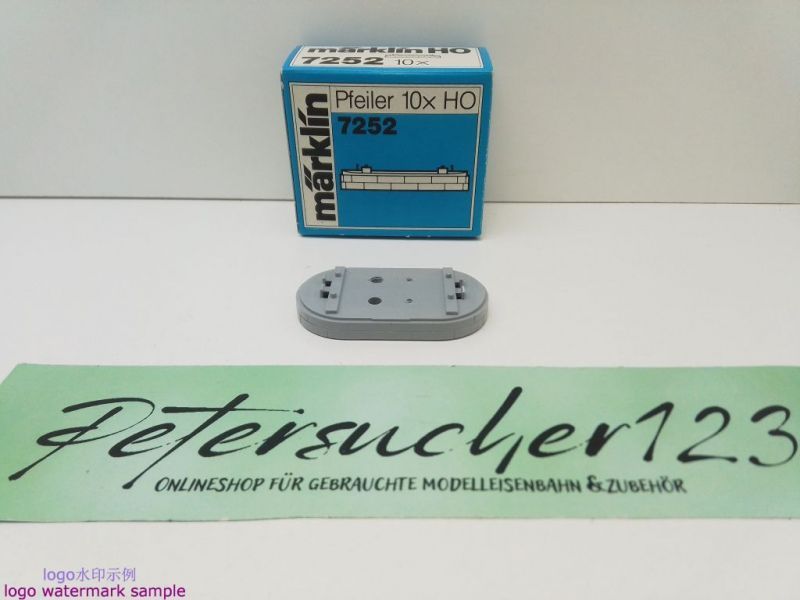 märklin HO
7252 10x
märklin
Pfeiler 10x HO
7252
Petersucher123
ONLINESHOP FÜR GEBRAUCHTE MODELLEISENBAHN & ZUBEHÖR
logo水印示例
logo watermark sample